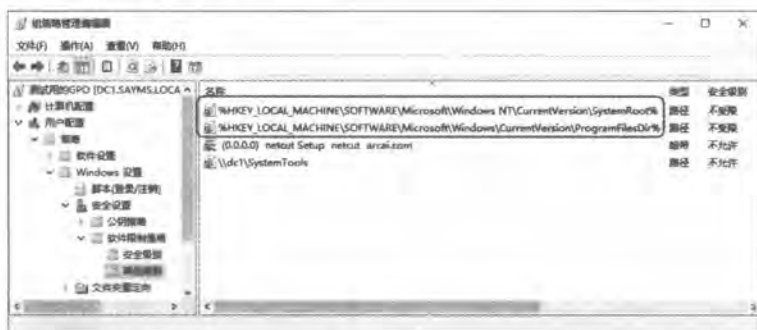 组策略管理编辑器
文件(F) 操作(A) 查看(V) 帮助(H)
测试用的GPO [DC1.SAYMS.LOCA
计算机配置
用户配置
策略
软件设置
Windows 设置
脚本(登录/注销)
安全设置
公钥策略
软件限制策略
安全级别
其他规则
文件夹重定向
名称 类型 安全级别
%HKEY_LOCAL_MACHINE\SOFTWARE\Microsoft\Windows NT\CurrentVersion\SystemRoot% 路径 不受限
%HKEY_LOCAL_MACHINE\SOFTWARE\Microsoft\Windows\CurrentVersion\ProgramFilesDir% 路径 不受限
(0.0.0.0) netcut Setup netcut arcai.com 哈希 不允许
\\dc1\SystemTools 路径 不允许